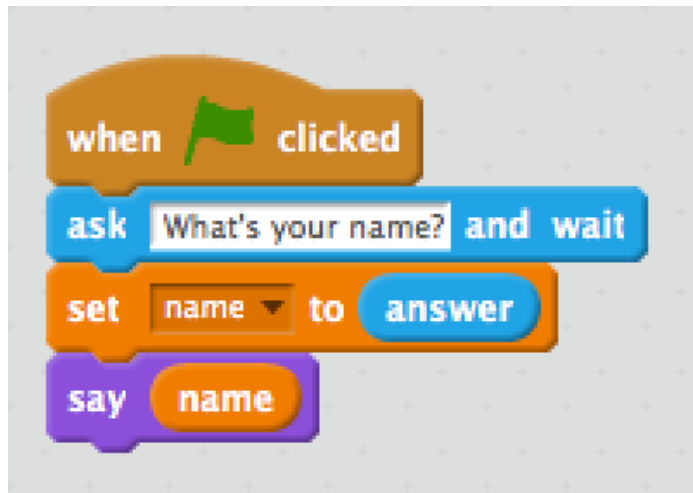 when clicked
ask What's your name? and wait
set name to answer
say name